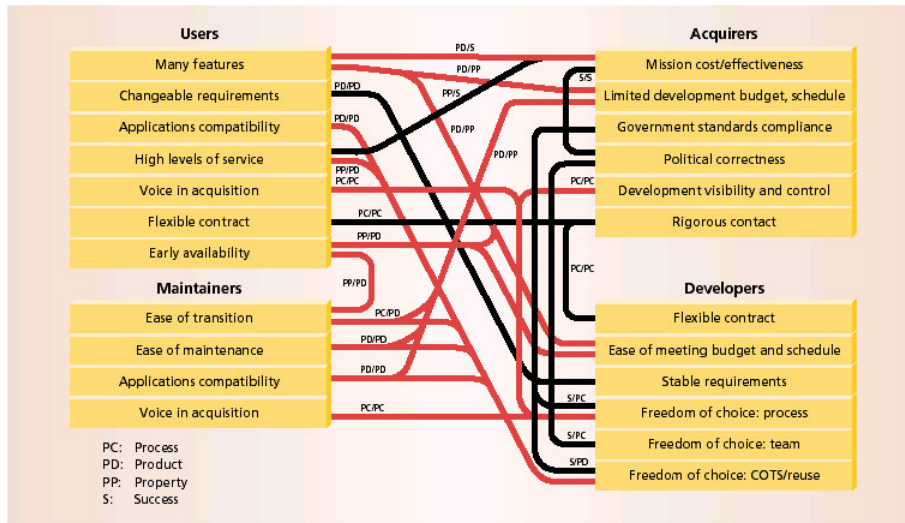 Users
Many features
Changeable requirements
Applications compatibility
High levels of service
Voice in acquisition
Flexible contract
Early availability
Maintainers
Ease of transition
Ease of maintenance
Applications compatibility
Voice in acquisition
PC: Process
PD: Product
PP: Property
S: Success
PD/S
PD/PP
PD/PD
PP/S
PD/PD
PD/PP
PD/PP
PP/PD
PC/PC
PC/PC
PP/PD
PP/PD
PC/PD
PD/PD
PD/PD
PC/PC
S/S
PC/PC
PC/PC
S/PC
S/PC
S/PD
Acquirers
Mission cost/effectiveness
Limited development budget, schedule
Government standards compliance
Political correctness
Development visibility and control
Rigorous contact
Developers
Flexible contract
Ease of meeting budget and schedule
Stable requirements
Freedom of choice: process
Freedom of choice: team
Freedom of choice: COTS/reuse